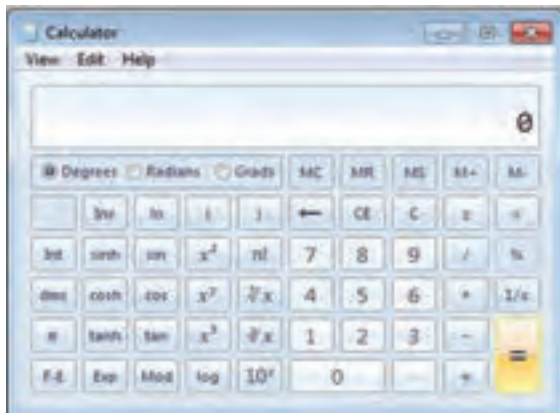 Calculator
View Edit Help
0
Degrees Radians Grads MC MR MS M+ M-
Inv ln ( ) ← CE C ± √
Int sinh sin x² n! 7 8 9 / %
dms cosh cos xʸ ʸ√x 4 5 6 * 1/x
π tanh tan x³ ³√x 1 2 3 - =
F-E Exp Mod log 10ˣ 0 +